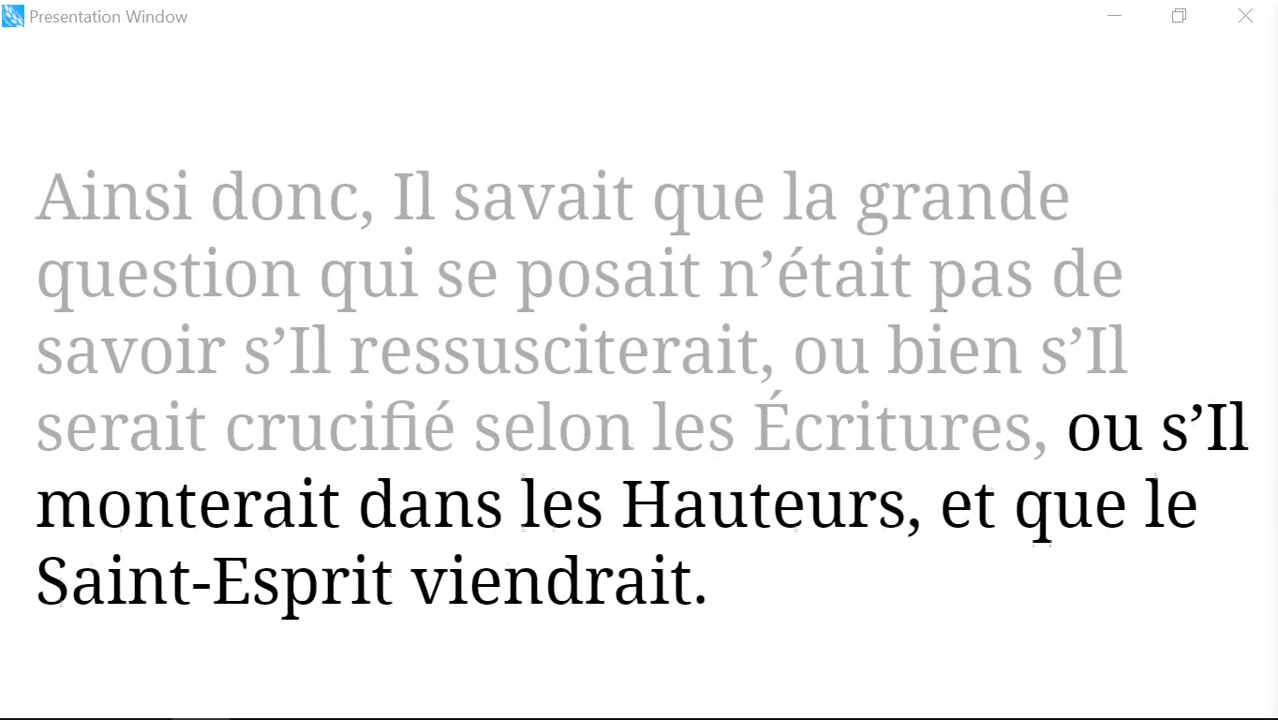 Presentation Window
Ainsi donc, Il savait que la grande
question qui se posait n’était pas de
savoir s’Il ressusciterait, ou bien s’Il
serait crucifié selon les Écritures, ou s’Il
monterait dans les Hauteurs, et que le
Saint-Esprit viendrait.